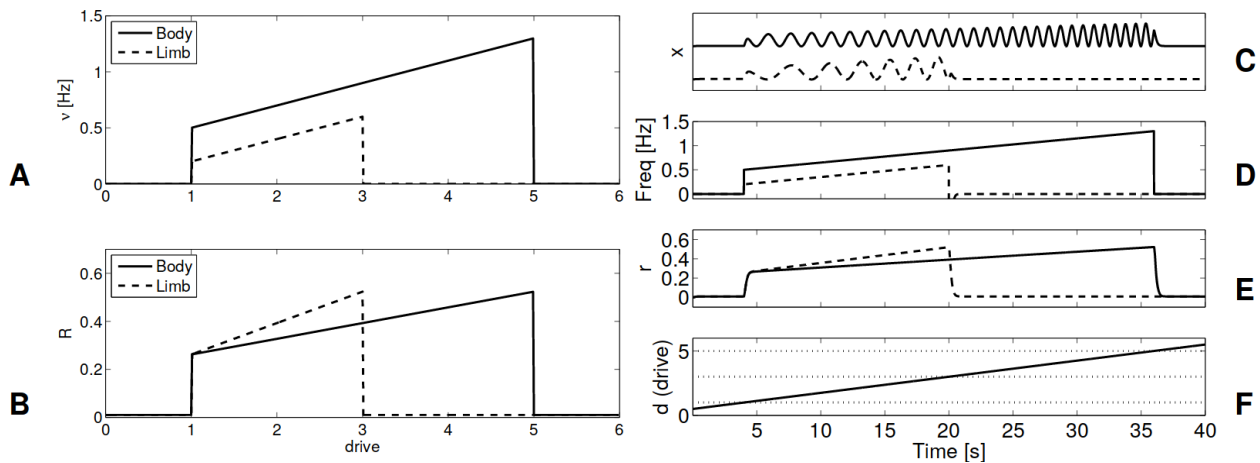 A
ν [Hz]
1.5
1
0.5
0
Body
Limb
0 1 2 3 4 5 6
B
R
0.6
0.4
0.2
0
Body
Limb
0 1 2 3 4 5 6
drive
x
C
Freq [Hz]
1.5
1
0.5
0
D
r
0.6
0.4
0.2
0
E
d (drive)
5
0
F
5 10 15 20 25 30 35 40
Time [s]